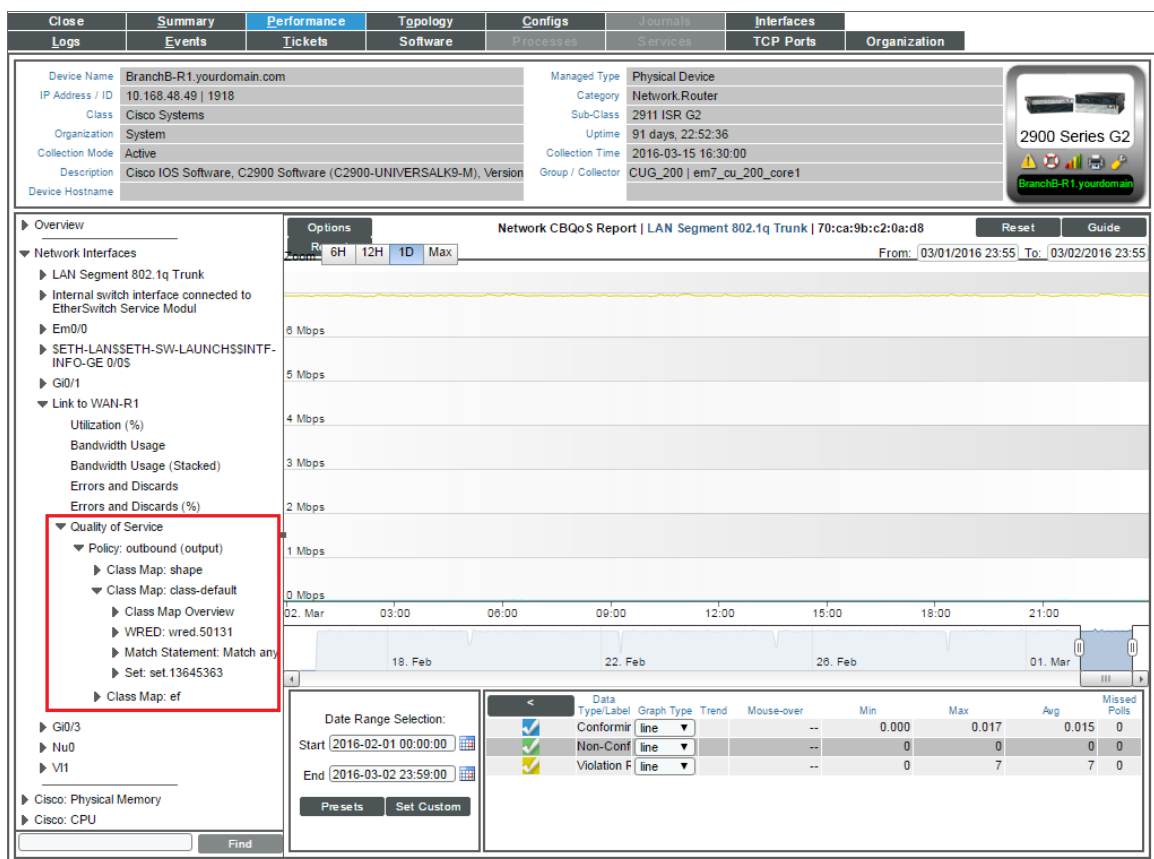 Close Summary Performance Topology Configs Journals Interfaces
Logs Events Tickets Software Processes Services TCP Ports Organization
Device Name BranchB-R1.yourdomain.com Managed Type Physical Device
IP Address / ID 10.168.48.49 | 1918 Category Network.Router
Class Cisco Systems Sub-Class 2911 ISR G2
Organization System Uptime 91 days, 22:52:36
Collection Mode Active Collection Time 2016-03-15 16:30:00
Description Cisco IOS Software, C2900 Software (C2900-UNIVERSALK9-M), Version Group / Collector CUG_200 | em7_cu_200_core1
Device Hostname
2900 Series G2
BranchB-R1.yourdomain
Overview
Network Interfaces
LAN Segment 802.1q Trunk
Internal switch interface connected to
EtherSwitch Service Modul
Em0/0
$ETH-LAN$$ETH-SW-LAUNCH$$INTF-
INFO-GE 0/0$
Gi0/1
Link to WAN-R1
Utilization (%)
Bandwidth Usage
Bandwidth Usage (Stacked)
Errors and Discards
Errors and Discards (%)
Quality of Service
Policy: outbound (output)
Class Map: shape
Class Map: class-default
Class Map Overview
WRED: wred.50131
Match Statement: Match any
Set: set.13645363
Class Map: ef
Gi0/3
Nu0
Vl1
Cisco: Physical Memory
Cisco: CPU
Find
Options Network CBQoS Report | LAN Segment 802.1q Trunk | 70:ca:9b:c2:0a:d8 Reset Guide
Zoom 6H 12H 1D Max From: 03/01/2016 23:55 To: 03/02/2016 23:55
6 Mbps
5 Mbps
4 Mbps
3 Mbps
2 Mbps
1 Mbps
0 Mbps
02. Mar 03:00 06:00 09:00 12:00 15:00 18:00 21:00
18. Feb 22. Feb 26. Feb 01. Mar
Date Range Selection:
Start 2016-02-01 00:00:00
End 2016-03-02 23:59:00
Presets Set Custom
< Data Type/Label Graph Type Trend Mouse-over Min Max Avg Missed Polls
Conformin line -- 0.000 0.017 0.015 0
Non-Conf line -- 0 0 0 0
Violation line -- 0 7 7 0